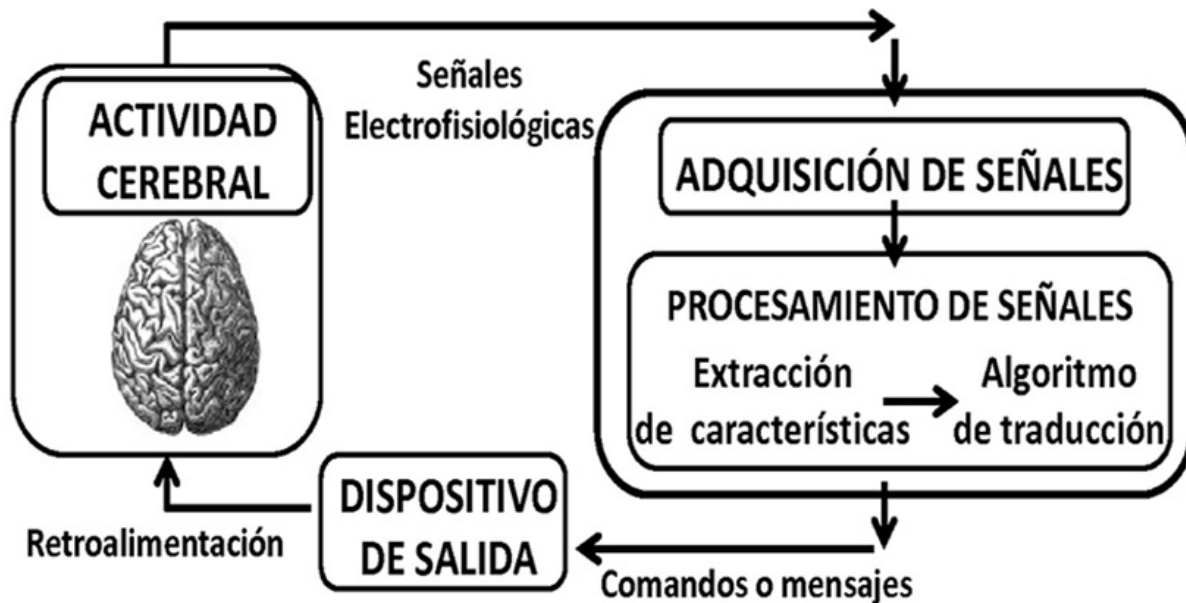 ACTIVIDAD
CEREBRAL
Señales
Electrofisiológicas
ADQUISICIÓN DE SEÑALES
PROCESAMIENTO DE SEÑALES
Extracción
de características
Algoritmo
de traducción
Comandos o mensajes
DISPOSITIVO
DE SALIDA
Retroalimentación